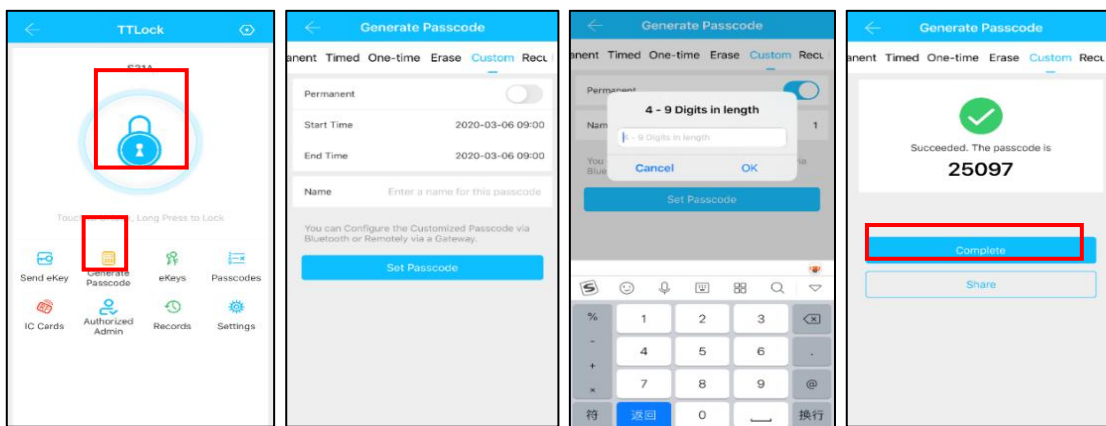 TTLock
S31A
Touch to Unlock, Long Press to Lock
Send eKey
Generate Passcode
eKeys
Passcodes
IC Cards
Authorized Admin
Records
Settings
Generate Passcode
anent Timed One-time Erase Custom Recu
Permanent
Start Time 2020-03-06 09:00
End Time 2020-03-06 09:00
Name Enter a name for this passcode
You can Configure the Customized Passcode via
Bluetooth or Remotely via a Gateway.
Set Passcode
Generate Passcode
anent Timed One-time Erase Custom Recu
Permanent
4 - 9 Digits in length
Nam 1
4 - 9 Digits in length
You via
Blue
Cancel OK
Set Passcode
% 1 2 3
- 4 5 6 .
+
× 7 8 9 @
符 返回 0 换行
Generate Passcode
anent Timed One-time Erase Custom Recu
Succeeded. The passcode is
25097
Complete
Share